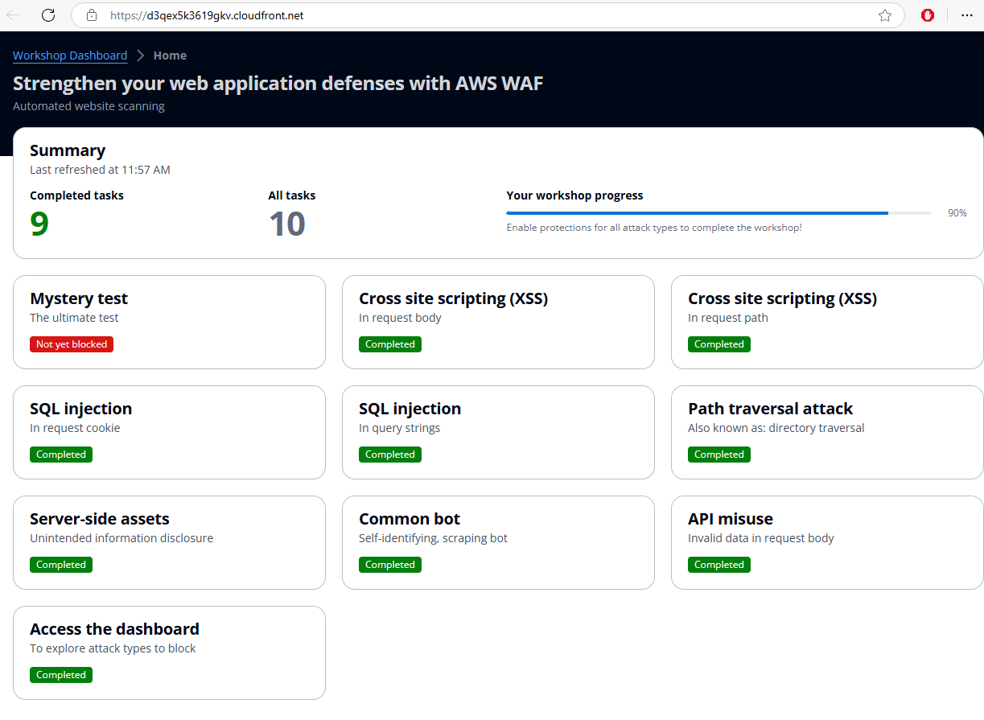 https://d3qex5k3619gkv.cloudfront.net
Workshop Dashboard > Home
Strengthen your web application defenses with AWS WAF
Automated website scanning
Summary
Last refreshed at 11:57 AM
Completed tasks
9
All tasks
10
Your workshop progress
90%
Enable protections for all attack types to complete the workshop!
Mystery test
The ultimate test
Not yet blocked
Cross site scripting (XSS)
In request body
Completed
Cross site scripting (XSS)
In request path
Completed
SQL injection
In request cookie
Completed
SQL injection
In query strings
Completed
Path traversal attack
Also known as: directory traversal
Completed
Server-side assets
Unintended information disclosure
Completed
Common bot
Self-identifying, scraping bot
Completed
API misuse
Invalid data in request body
Completed
Access the dashboard
To explore attack types to block
Completed